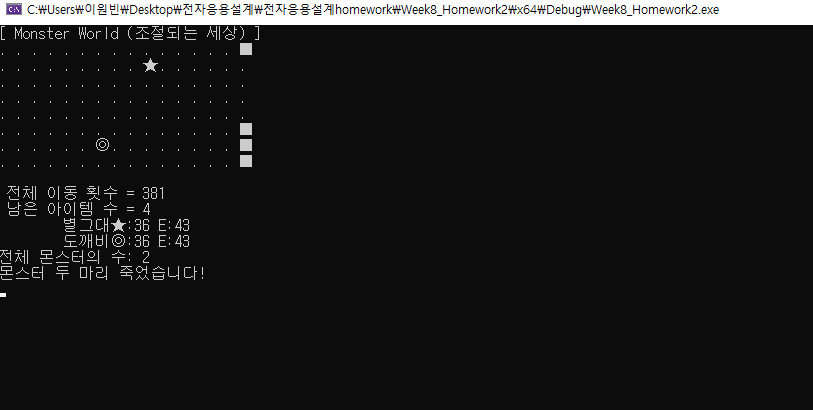 C:\Users\이원빈\Desktop\전자응용설계\전자응용설계homework\Week8_Homework2\x64\Debug\Week8_Homework2.exe
[ Monster World (조절되는 세상) ]
. . . . . . . . . . . . . . . ■
. . . . . . . . . ★. . . . . .
. . . . . . . . . . . . . . . .
. . . . . . . . . . . . . . . .
. . . . . . . . . . . . . . . .
. . . . . . . . . . . . . . . ■
. . . . . . ◎. . . . . . . . ■
. . . . . . . . . . . . . . . ■
전체 이동 횟수 = 381
남은 아이템 수 = 4
별그대★:36 E:43
도깨비◎:36 E:43
전체 몬스터의 수: 2
몬스터 두 마리 죽었습니다!